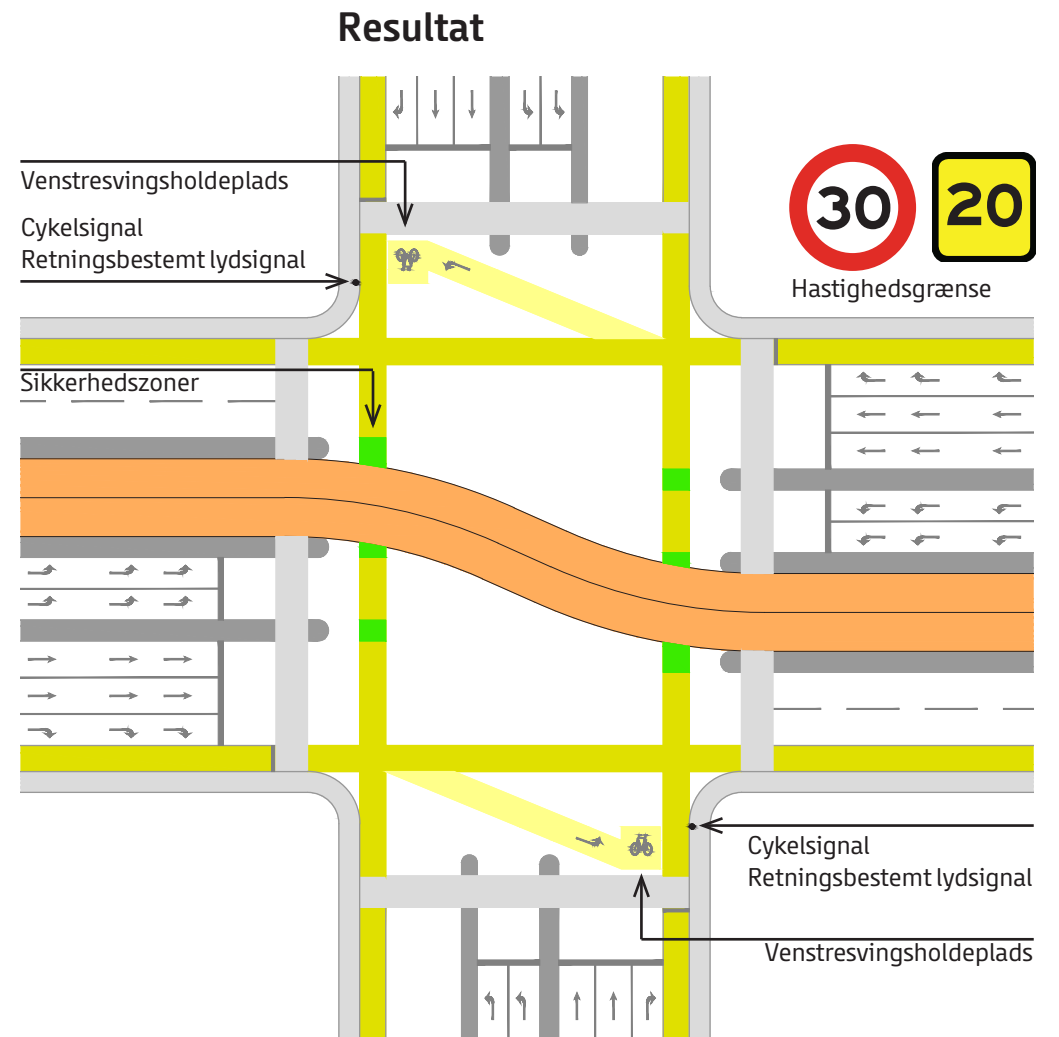 Resultat
Venstresvingsholdeplads
Cykelsignal
Retningsbestemt lydsignal
30
20
Hastighedsgrænse
Sikkerhedszoner
Cykelsignal
Retningsbestemt lydsignal
Venstresvingsholdeplads